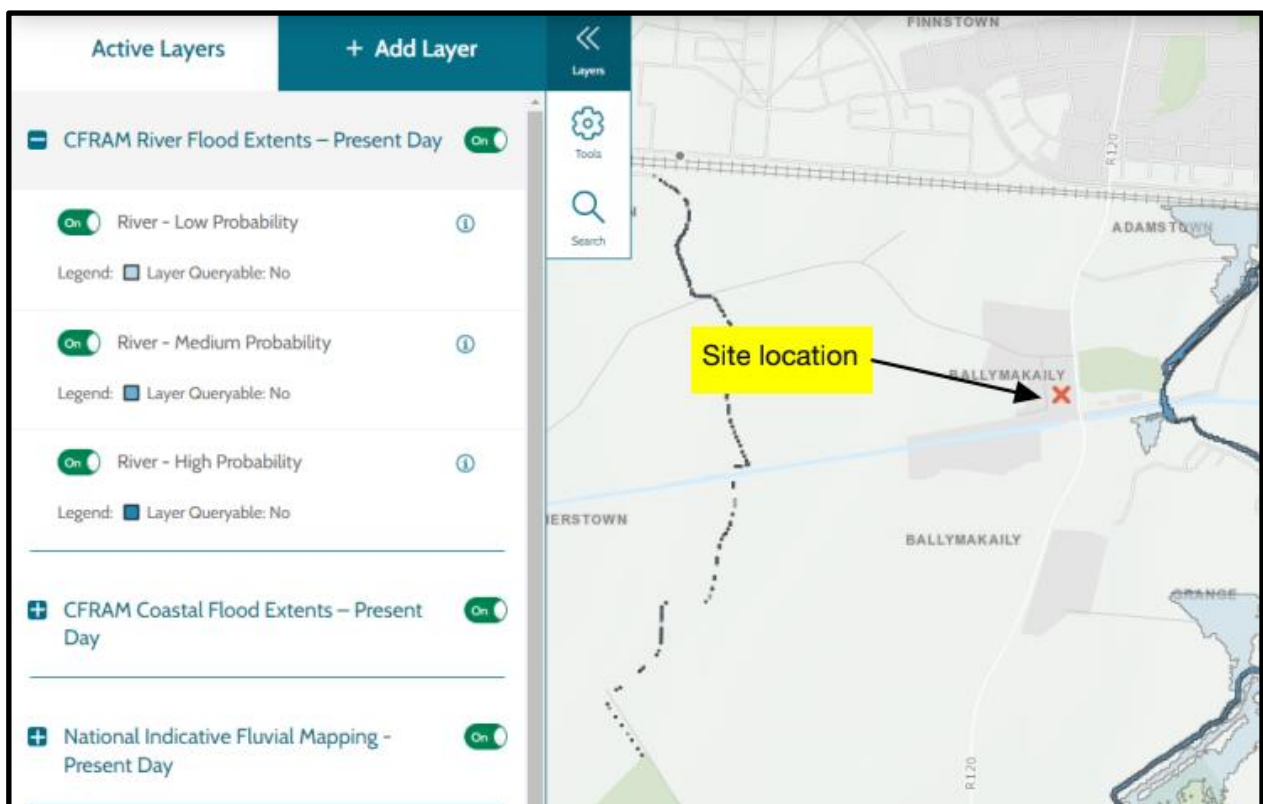 Active Layers
+ Add Layer
Layers
Tools
Search
CFRAM River Flood Extents – Present Day
On
On
River - Low Probability
Legend: Layer Queryable: No
On
River - Medium Probability
Legend: Layer Queryable: No
On
River - High Probability
Legend: Layer Queryable: No
CFRAM Coastal Flood Extents – Present
Day
On
National Indicative Fluvial Mapping -
Present Day
On
FINNSTOWN
R120
ADAMSTOWN
Site location
BALLYMAKAILY
ERSTOWN
BALLYMAKAILY
GRANGE
R120